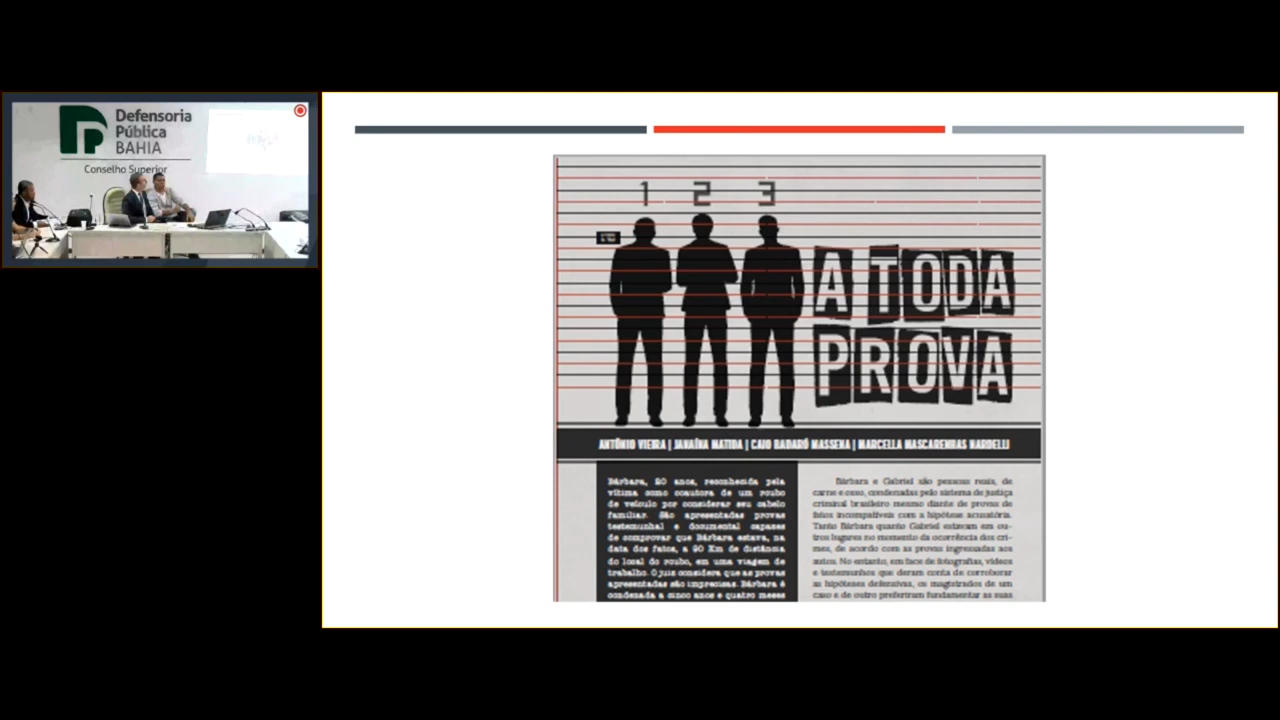 Defensoria
Pública
BAHIA
Conselho Superior
1 2 3
A TODA
PROVA
ANTÔNIO VIEIRA | JANAÍNA MATIDA | CAIO BADARÓ MASSENA | MARCELLA MASCARENHAS NARDELLI
Bárbara, 20 anos, reconhecida pela
vítima como coautora de um roubo
de veículo por considerar seu cabelo
familiar. São apresentadas provas
testemunhal e documental capazes
de comprovar que Bárbara estava, na
data dos fatos, a 90 Km de distância
do local do roubo, em uma viagem de
trabalho. O juiz considera que as provas
apresentadas são imprecisas. Bárbara é
condenada a cinco anos e quatro meses
Bárbara e Gabriel são pessoas reais, de
carne e osso, condenadas pelo sistema de justiça
criminal brasileiro mesmo diante de provas de
fatos incompatíveis com a hipótese acusatória.
Tanto Bárbara quanto Gabriel estavam em ou-
tros lugares no momento da ocorrência dos cri-
mes, de acordo com as provas ingressadas aos
autos. No entanto, em face de fotografias, vídeos
e testemunhos que deram conta de corroborar
as hipóteses defensivas, os magistrados de um
caso e de outro preferiram fundamentar as suas